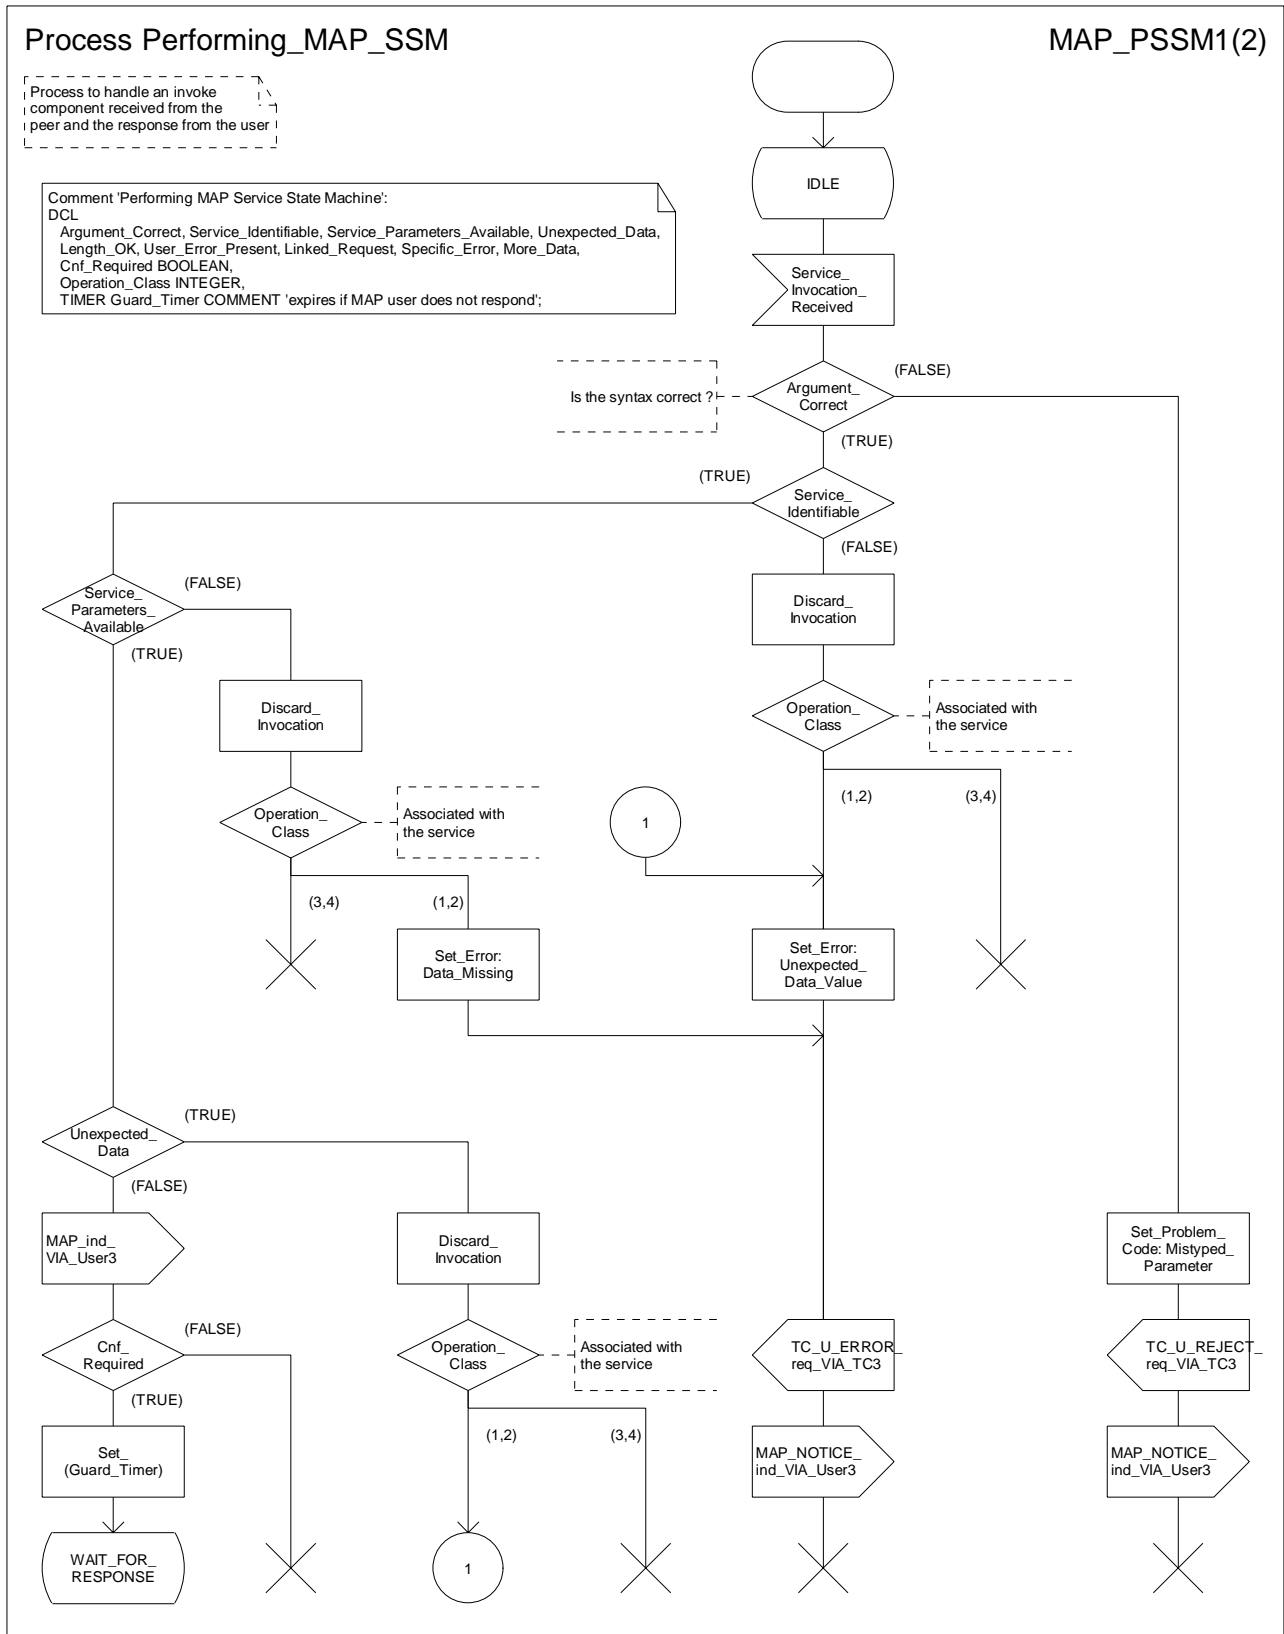 Process Performing_MAP_SSM
MAP_PSSM1(2)
Process to handle an invoke
component received from the
peer and the response from the user
Comment 'Performing MAP Service State Machine':
DCL
Argument_Correct, Service_Identifiable, Service_Parameters_Available, Unexpected_Data,
Length_OK, User_Error_Present, Linked_Request, Specific_Error, More_Data,
Cnf_Required BOOLEAN,
Operation_Class INTEGER,
TIMER Guard_Timer COMMENT 'expires if MAP user does not respond';
IDLE
Service_
Invocation_
Received
Is the syntax correct ?
Argument_
Correct
(FALSE)
(TRUE)
(TRUE)
Service_
Identifiable
(FALSE)
Service_
Parameters_
Available
(FALSE)
(TRUE)
Discard_
Invocation
Discard_
Invocation
Operation_
Class
Associated with
the service
Operation_
Class
Associated with
the service
(1,2)
(3,4)
1
(3,4)
(1,2)
Set_Error:
Data_Missing
Set_Error:
Unexpected_
Data_Value
Unexpected_
Data
(TRUE)
(FALSE)
MAP_ind_
VIA_User3
Discard_
Invocation
Set_Problem_
Code: Mistyped_
Parameter
Cnf_
Required
(FALSE)
(TRUE)
Operation_
Class
Associated with
the service
TC_U_ERROR_
req_VIA_TC3
TC_U_REJECT_
req_VIA_TC3
(1,2)
(3,4)
Set_
(Guard_Timer)
MAP_NOTICE_
ind_VIA_User3
MAP_NOTICE_
ind_VIA_User3
WAIT_FOR_
RESPONSE
1